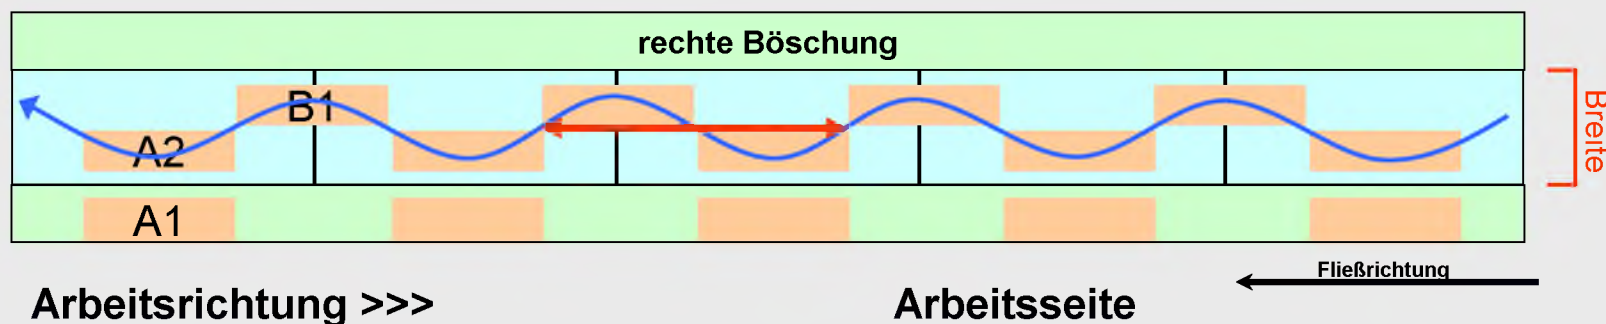 rechte Böschung
B1
A2
Breite
A1
Fließrichtung
Arbeitsrichtung >>>
Arbeitsseite